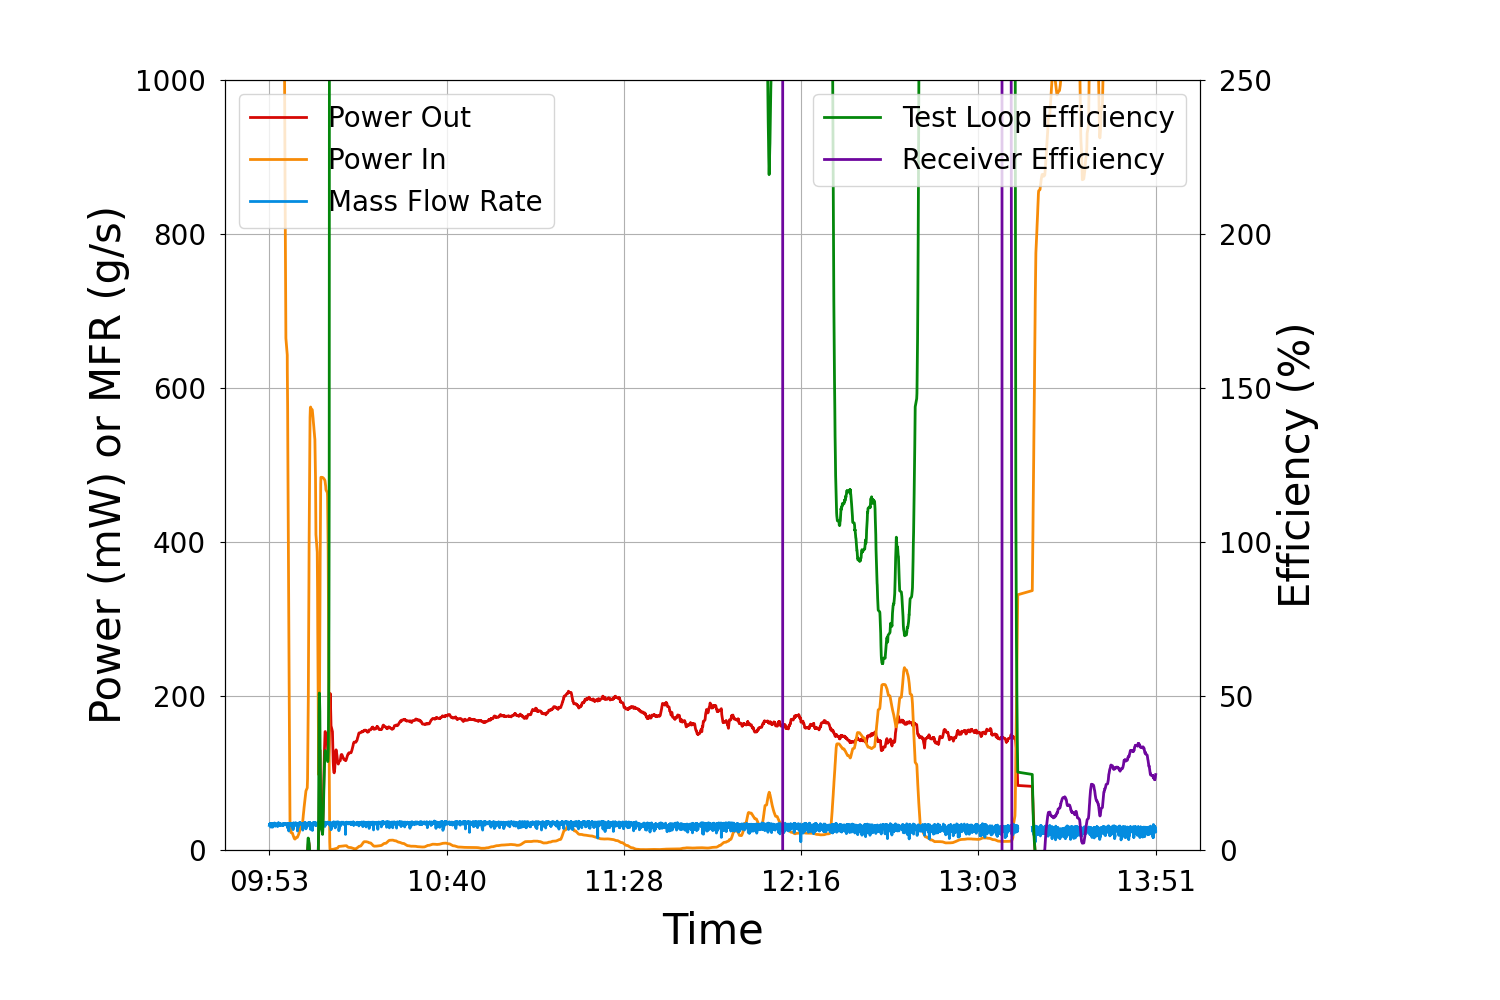 1000
800
600
400
200
0
Power (mW) or MFR (g/s)
Power Out
Power In
Mass Flow Rate
Test Loop Efficiency
Receiver Efficiency
250
200
150
100
50
0
Efficiency (%)
09:53 10:40 11:28 12:16 13:03 13:51
Time